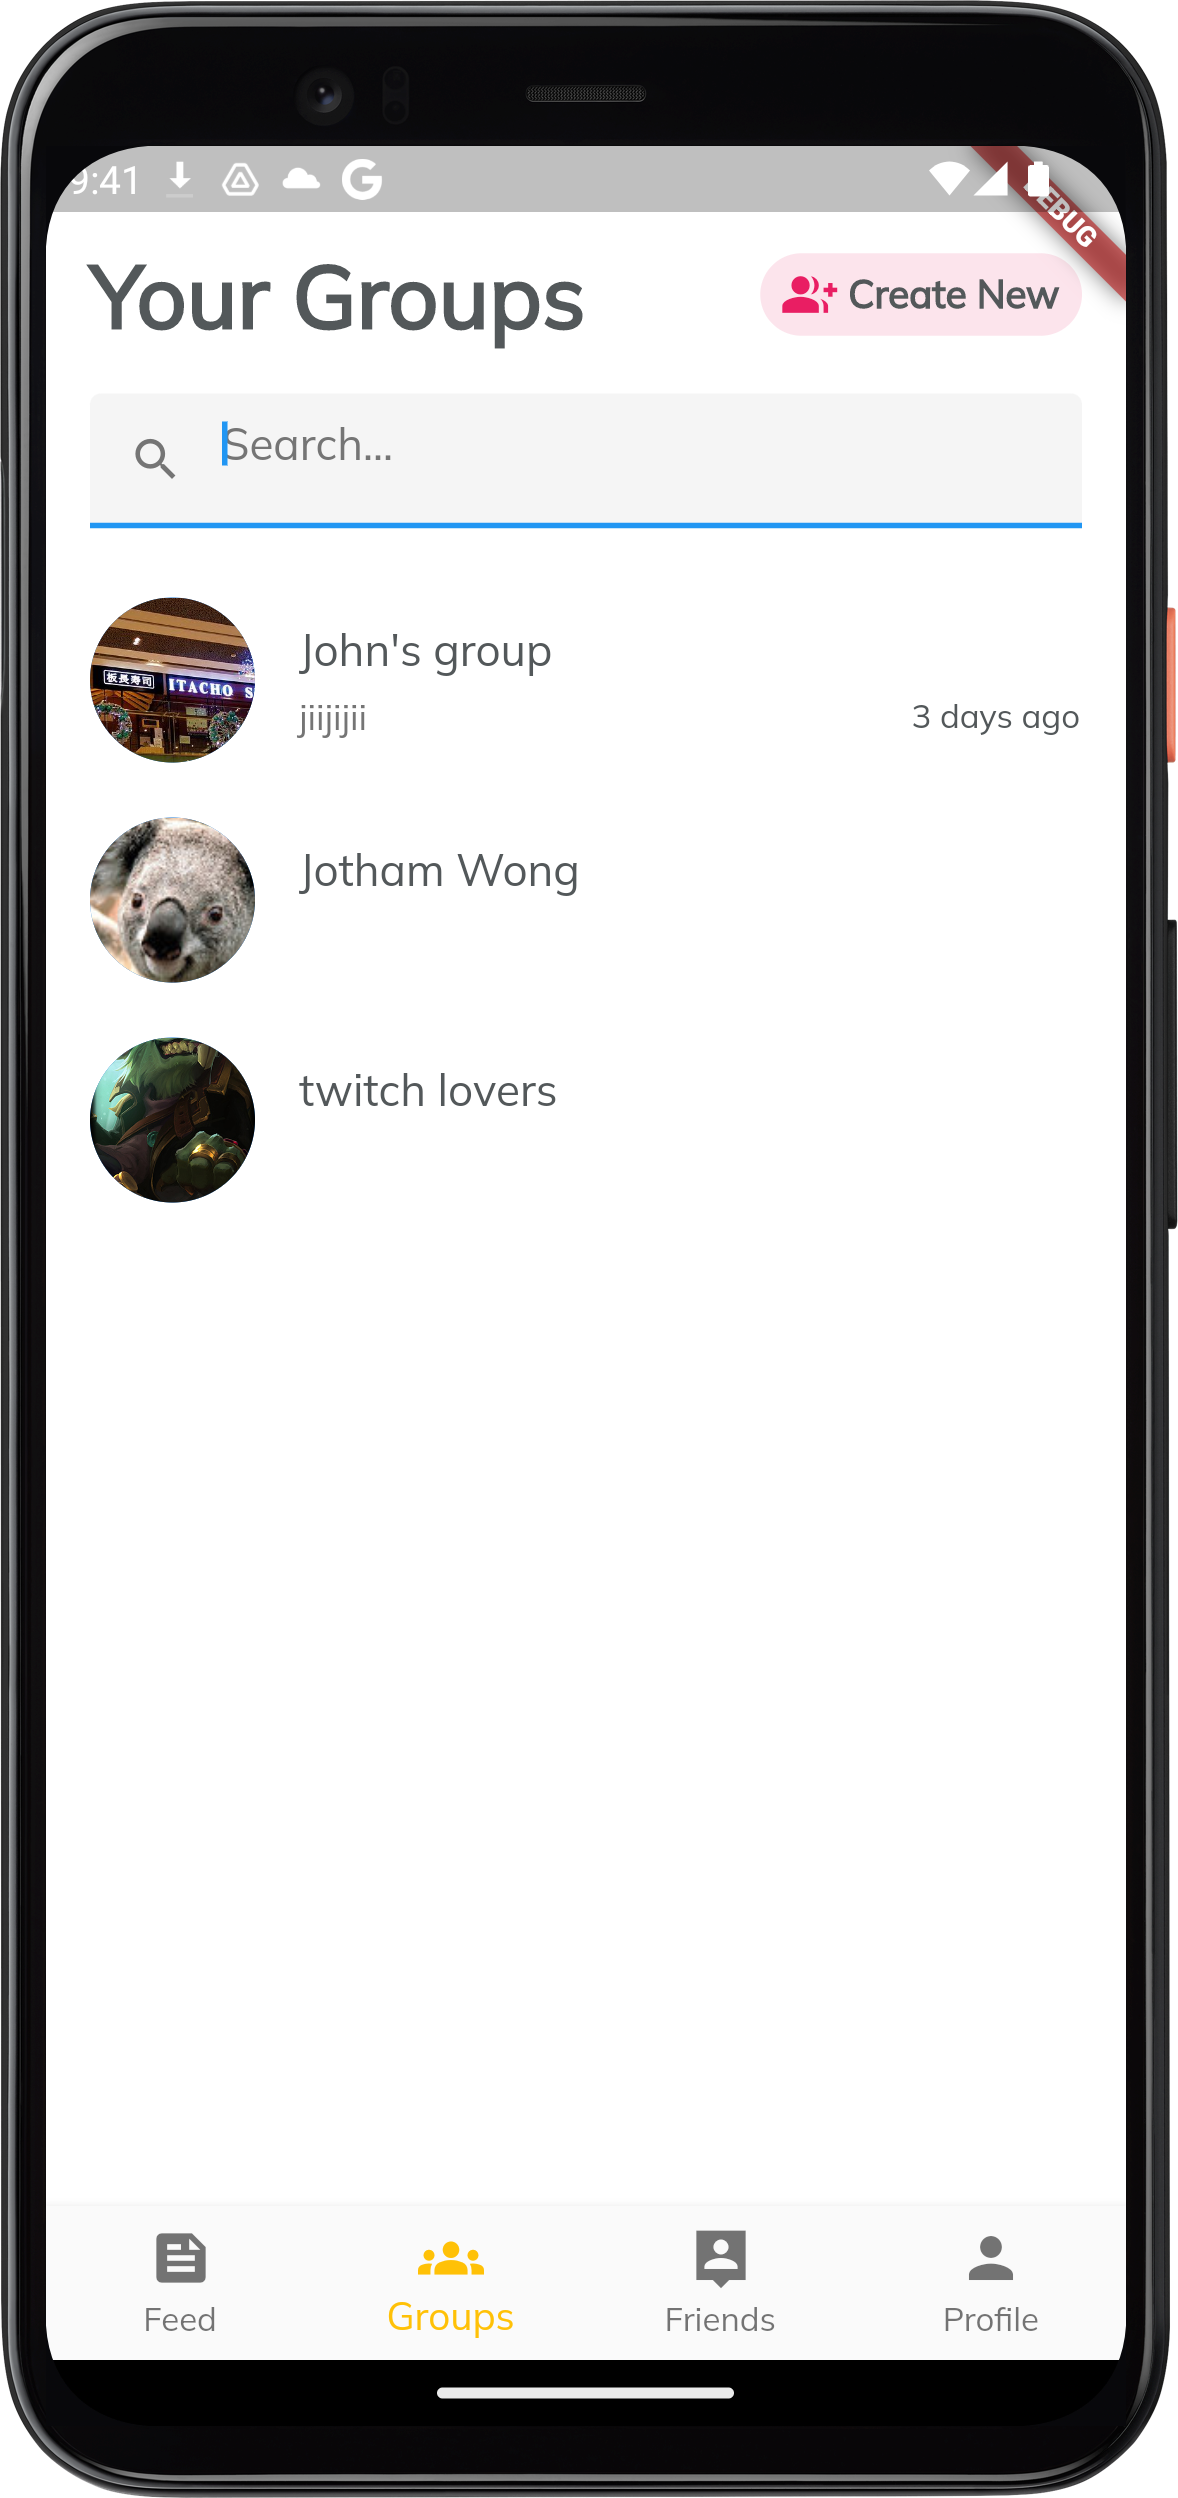 9:41
DEBUG
Your Groups
Create New
Search...
John's group
jiijijii
3 days ago
板長寿司
ITACHO S
Jotham Wong
twitch lovers
Feed
Groups
Friends
Profile